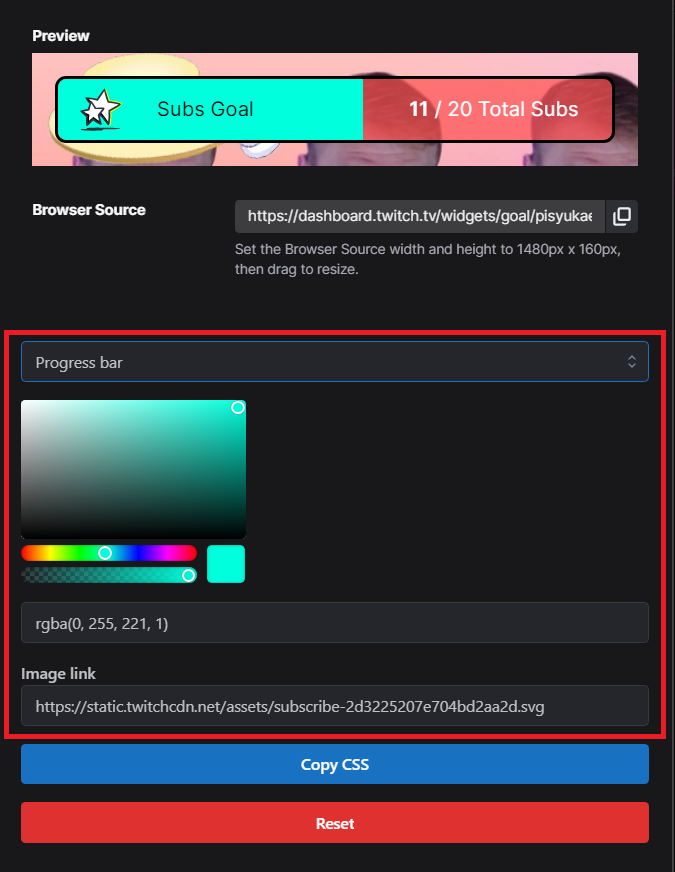 Preview
Subs Goal
11 / 20 Total Subs
Browser Source
https://dashboard.twitch.tv/widgets/goal/pisyukae
Set the Browser Source width and height to 1480px x 160px,
then drag to resize.
Progress bar
rgba(0, 255, 221, 1)
Image link
https://static.twitchcdn.net/assets/subscribe-2d3225207e704bd2aa2d.svg
Copy CSS
Reset